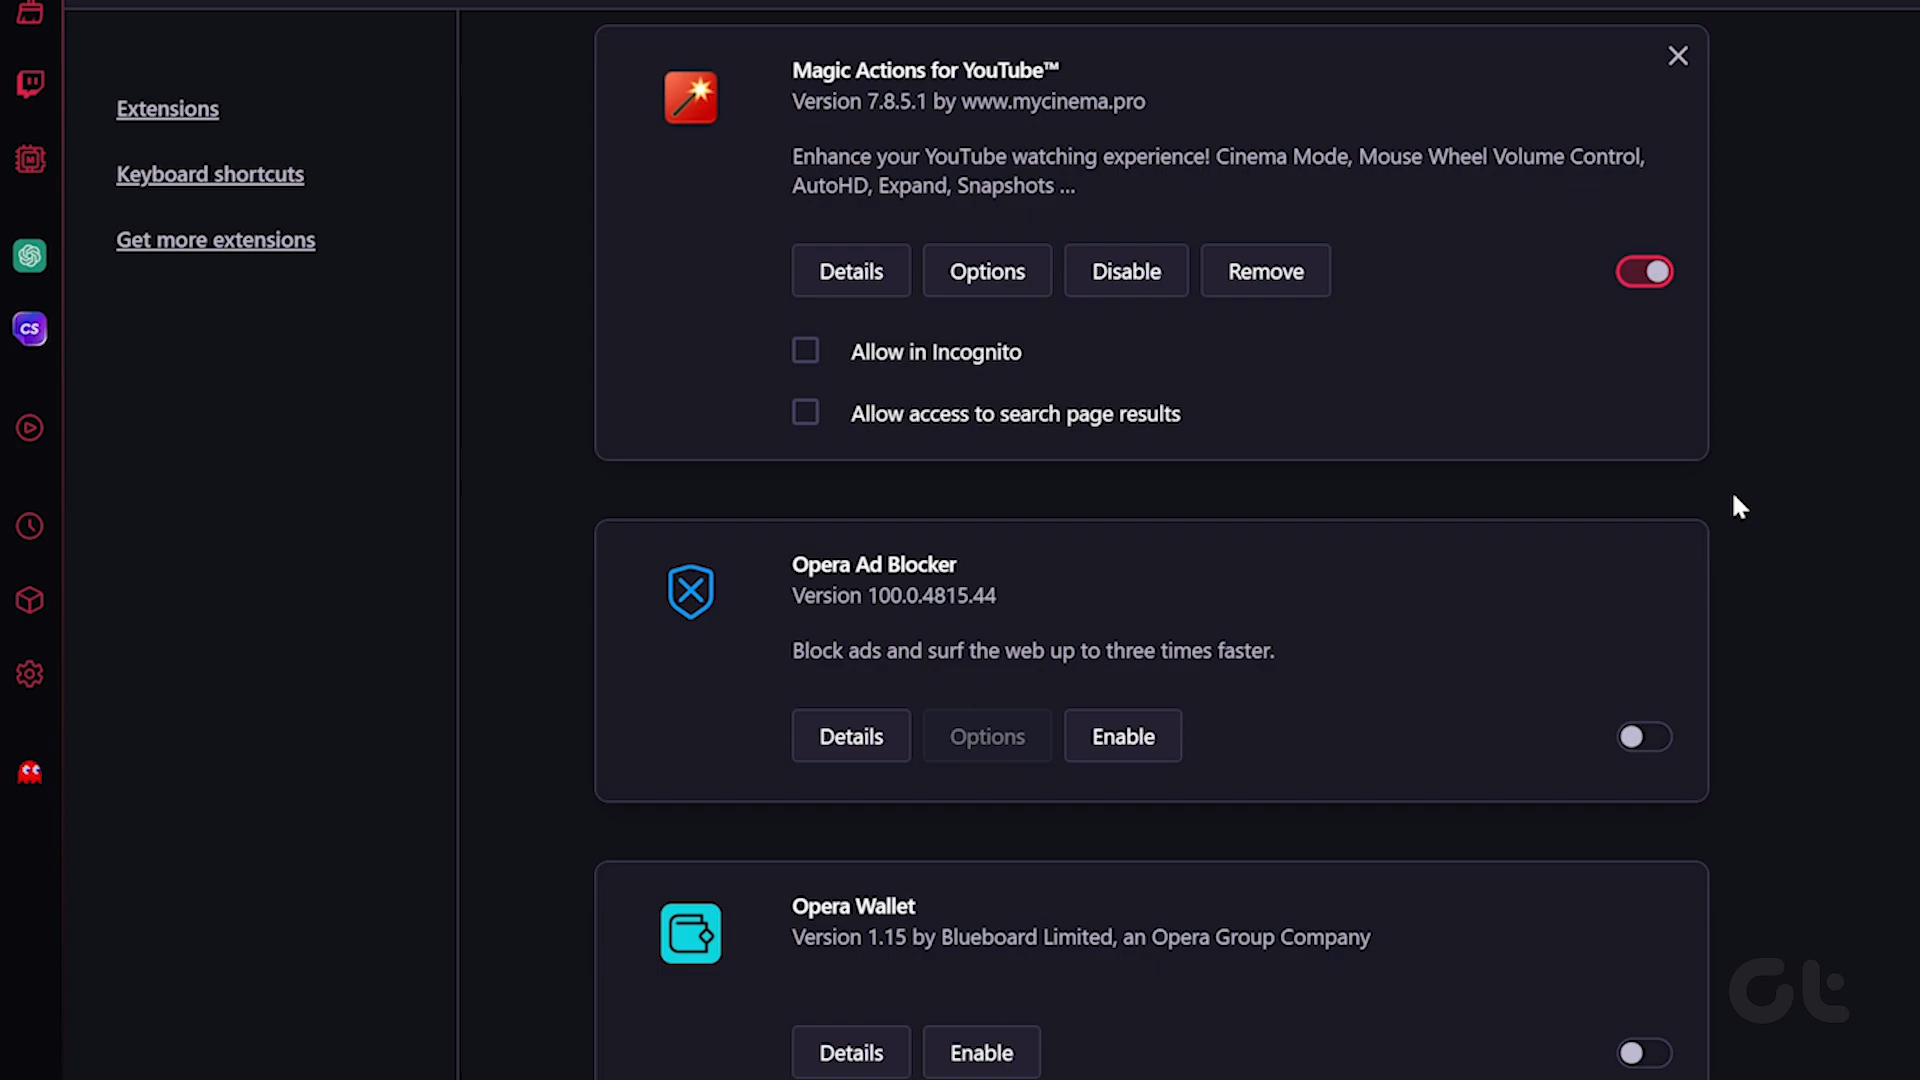 Extensions
Keyboard shortcuts
Get more extensions
Magic Actions for YouTube™
Version 7.8.5.1 by www.mycinema.pro
Enhance your YouTube watching experience! Cinema Mode, Mouse Wheel Volume Control,
AutoHD, Expand, Snapshots ...
Details Options Disable Remove
Allow in Incognito
Allow access to search page results
Opera Ad Blocker
Version 100.0.4815.44
Block ads and surf the web up to three times faster.
Details Options Enable
Opera Wallet
Version 1.15 by Blueboard Limited, an Opera Group Company
Details Enable
CS
M
Gt